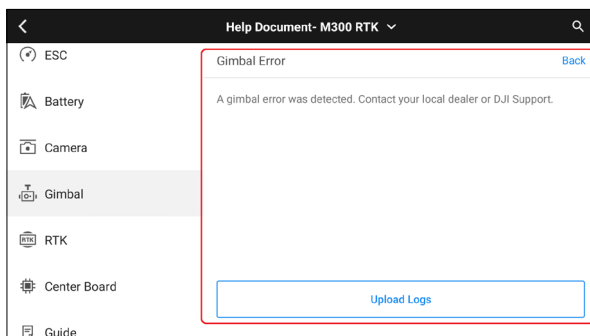 Help Document- M300 RTK
ESC
Gimbal Error
Back
Battery
A gimbal error was detected. Contact your local dealer or DJI Support.
Camera
Gimbal
RTK
RTK
Center Board
Upload Logs
Guide